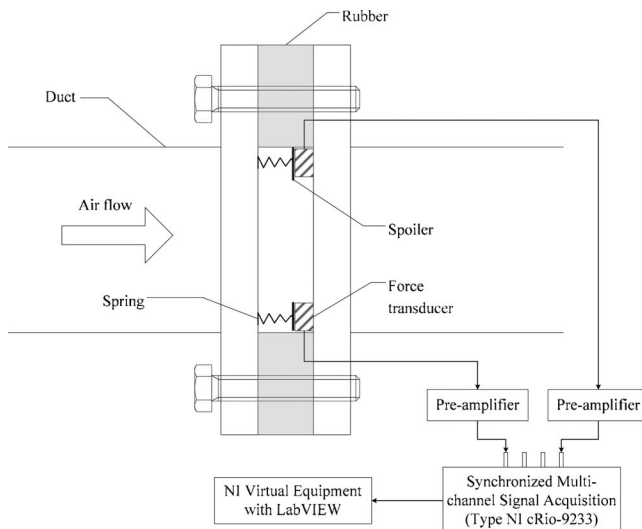 Rubber
Duct
Air flow
Spoiler
Spring
Force
transducer
Pre-amplifier
Pre-amplifier
NI Virtual Equipment
with LabVIEW
Synchronized Multi-
channel Signal Acquisition
(Type NI cRio-9233)